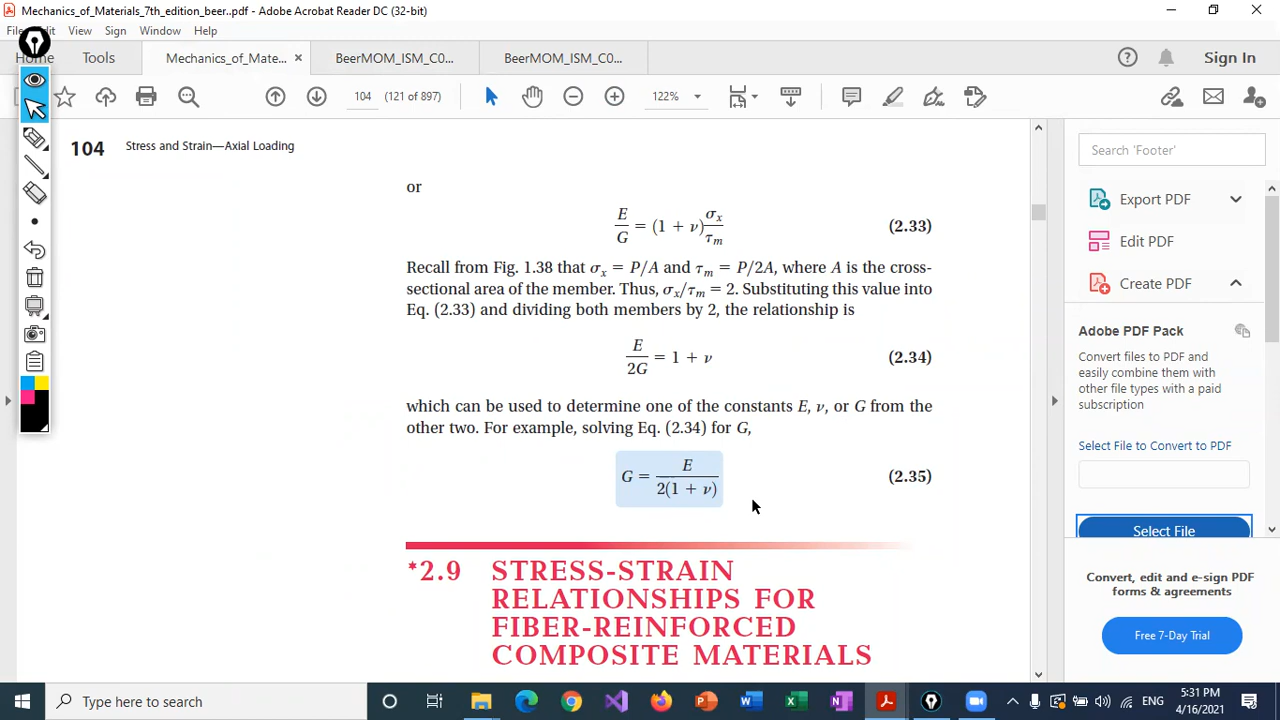 Mechanics_of_Materials_7th_edition_beer..pdf - Adobe Acrobat Reader DC (32-bit)
File Edit View Sign Window Help
Home Tools Mechanics_of_Mate... × BeerMOM_ISM_C0... BeerMOM_ISM_C0... Sign In
104 (121 of 897) 122%
104 Stress and Strain—Axial Loading
or
E/G = (1 + ν) σx/τm (2.33)
Recall from Fig. 1.38 that σx = P/A and τm = P/2A, where A is the cross-
sectional area of the member. Thus, σx/τm = 2. Substituting this value into
Eq. (2.33) and dividing both members by 2, the relationship is
E/2G = 1 + ν (2.34)
which can be used to determine one of the constants E, ν, or G from the
other two. For example, solving Eq. (2.34) for G,
G = E/2(1 + ν) (2.35)
*2.9 STRESS-STRAIN
RELATIONSHIPS FOR
FIBER-REINFORCED
COMPOSITE MATERIALS
Search 'Footer'
Export PDF
Edit PDF
Create PDF
Adobe PDF Pack
Convert files to PDF and
easily combine them with
other file types with a paid
subscription
Select File to Convert to PDF
Select File
Convert, edit and e-sign PDF
forms & agreements
Free 7-Day Trial
Type here to search
ENG
5:31 PM
4/16/2021